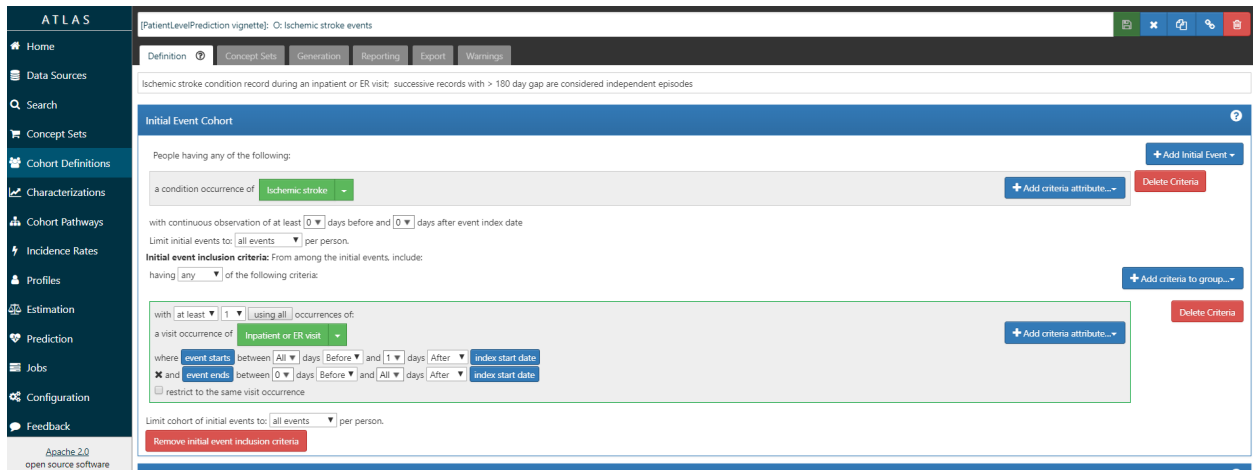 ATLAS
Home
Data Sources
Search
Concept Sets
Cohort Definitions
Characterizations
Cohort Pathways
Incidence Rates
Profiles
Estimation
Prediction
Jobs
Configuration
Feedback
Apache 2.0
open source software
[PatientLevelPrediction vignette]: O: Ischemic stroke events
Definition Concept Sets Generation Reporting Export Warnings
Ischemic stroke condition record during an inpatient or ER visit; successive records with > 180 day gap are considered independent episodes
Initial Event Cohort
People having any of the following:
+ Add Initial Event
a condition occurrence of Ischemic stroke + Add criteria attribute... Delete Criteria
with continuous observation of at least 0 days before and 0 days after event index date
Limit initial events to: all events per person.
Initial event inclusion criteria: From among the initial events, include:
having any of the following criteria: + Add criteria to group...
with at least 1 using all occurrences of: Delete Criteria
a visit occurrence of Inpatient or ER visit + Add criteria attribute...
where event starts between All days Before and 1 days After index start date
and event ends between 0 days Before and All days After index start date
restrict to the same visit occurrence
Limit cohort of initial events to: all events per person.
Remove initial event inclusion criteria